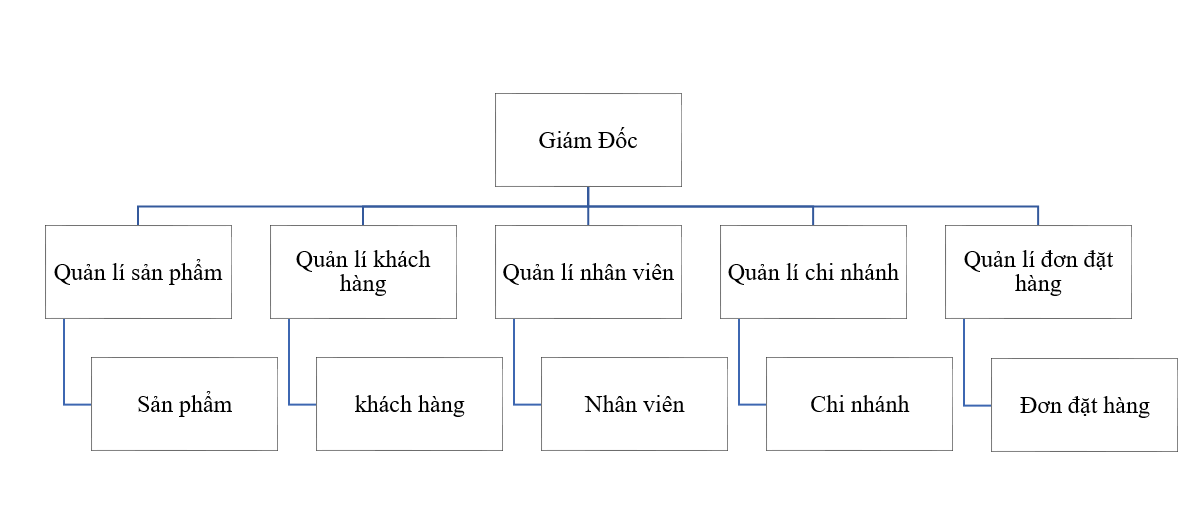 Giám Đốc
Quản lí sản phẩm
Quản lí khách
hàng
Quản lí nhân viên
Quản lí chi nhánh
Quản lí đơn đặt
hàng
Sản phẩm
khách hàng
Nhân viên
Chi nhánh
Đơn đặt hàng